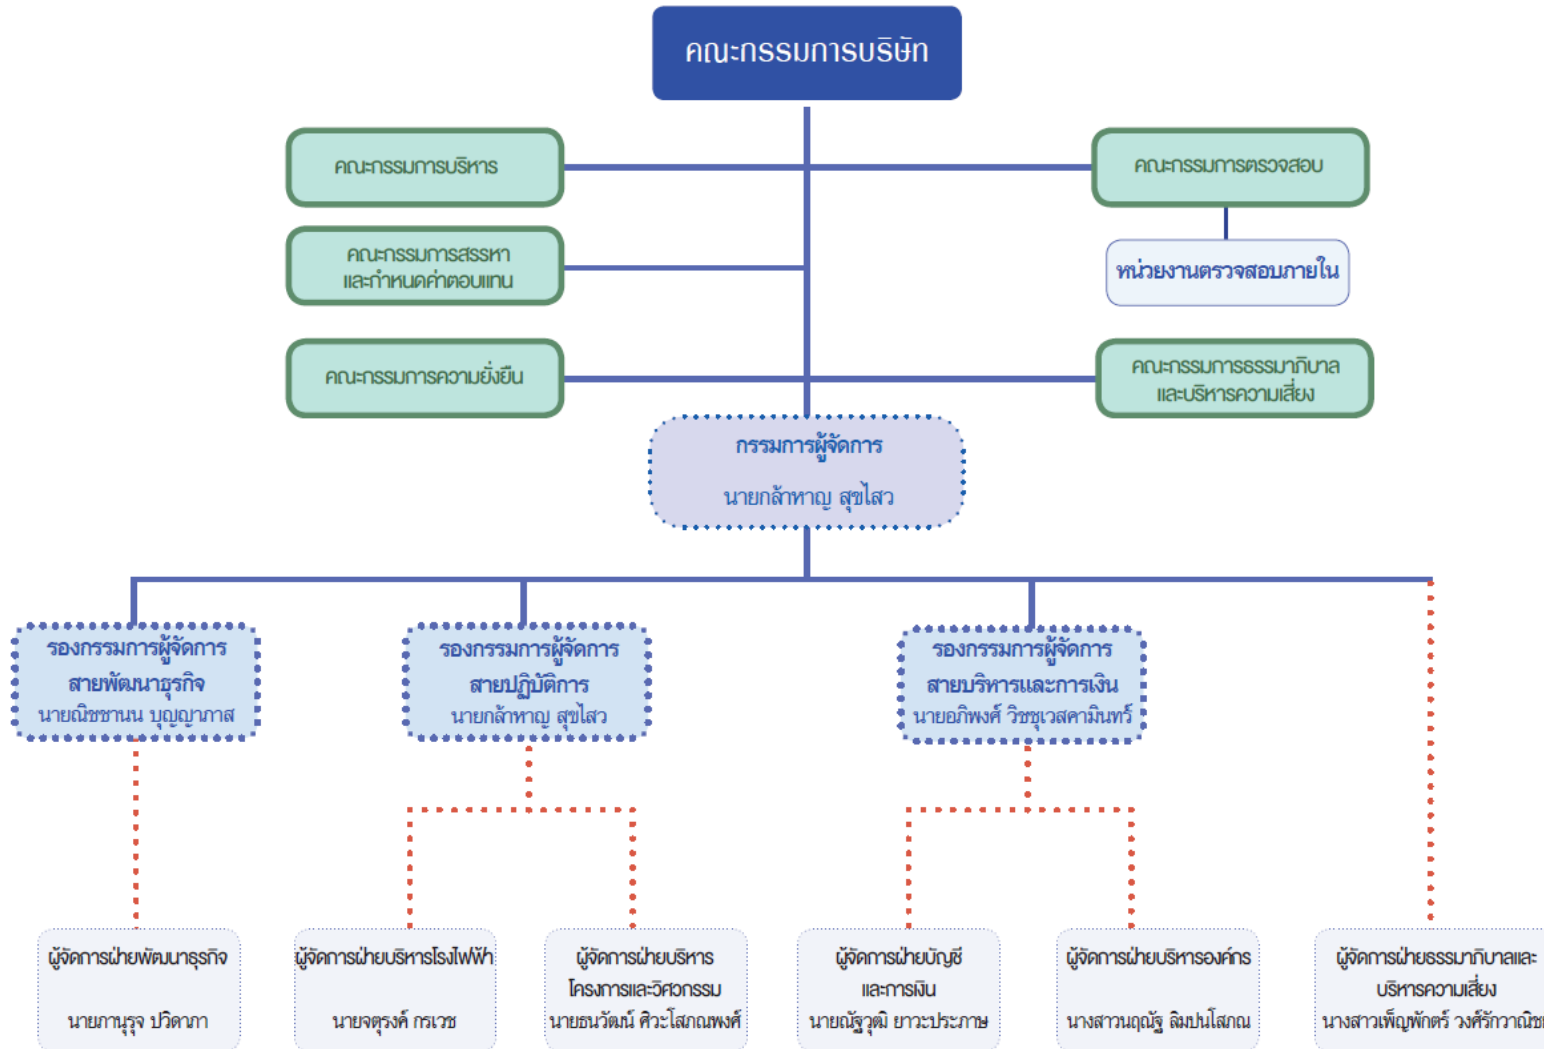 คณะกรรมการบริษัท
คณะกรรมการบริหาร
คณะกรรมการตรวจสอบ
คณะกรรมการสรรหา
และกำหนดค่าตอบแทน
หน่วยงานตรวจสอบภายใน
คณะกรรมการความยั่งยืน
คณะกรรมการธรรมาภิบาล
และบริหารความเสี่ยง
กรรมการผู้จัดการ
นายกล้าหาญ สุขไสว
รองกรรมการผู้จัดการ
สายพัฒนาธุรกิจ
นายณิชชานน บุญญาภาส
รองกรรมการผู้จัดการ
สายปฏิบัติการ
นายกล้าหาญ สุขไสว
รองกรรมการผู้จัดการ
สายบริหารและการเงิน
นายอภิพงศ์ วิชชุเวสคามินทร์
ผู้จัดการฝ่ายพัฒนาธุรกิจ
นายภานุรุจ ปวิดาภา
ผู้จัดการฝ่ายบริหารโรงไฟฟ้า
นายจตุรงค์ กรเวช
ผู้จัดการฝ่ายบริหาร
โครงการและวิศวกรรม
นายธนวัฒน์ ศิวะโสภณพงศ์
ผู้จัดการฝ่ายบัญชี
และการเงิน
นายณัฐวุฒิ ยาวะประภาษ
ผู้จัดการฝ่ายบริหารองค์กร
นางสาวนฤณัฐ ลิมปนโสภณ
ผู้จัดการฝ่ายธรรมาภิบาลและ
บริหารความเสี่ยง
นางสาวเพ็ญพักตร์